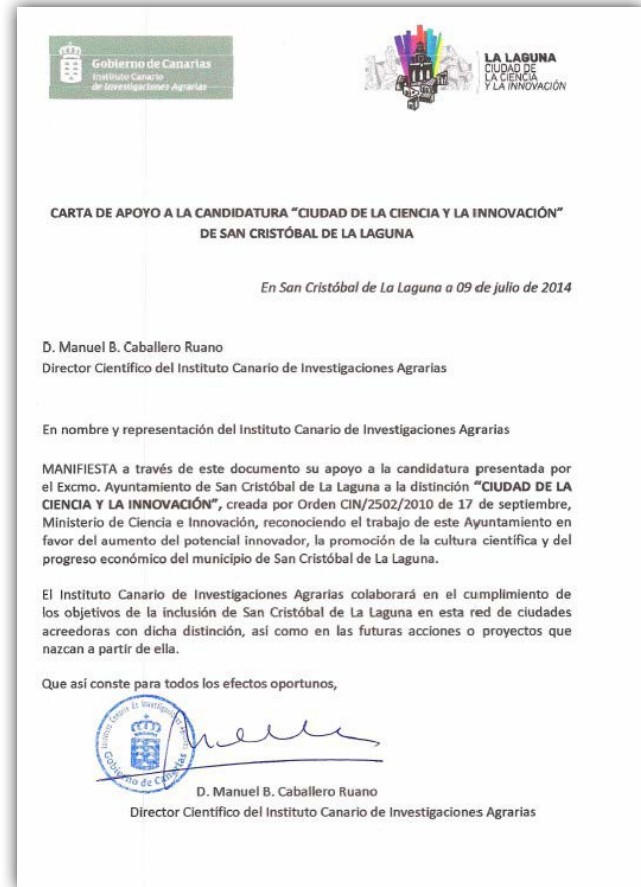 Gobierno de Canarias
Instituto Canario
de Investigaciones Agrarias
LA LAGUNA
CIUDAD DE
LA CIENCIA
Y LA INNOVACIÓN
CARTA DE APOYO A LA CANDIDATURA “CIUDAD DE LA CIENCIA Y LA INNOVACIÓN”
DE SAN CRISTÓBAL DE LA LAGUNA
En San Cristóbal de La Laguna a 09 de julio de 2014
D. Manuel B. Caballero Ruano
Director Científico del Instituto Canario de Investigaciones Agrarias
En nombre y representación del Instituto Canario de Investigaciones Agrarias
MANIFIESTA a través de este documento su apoyo a la candidatura presentada por
el Excmo. Ayuntamiento de San Cristóbal de La Laguna a la distinción “CIUDAD DE LA
CIENCIA Y LA INNOVACIÓN”, creada por Orden CIN/2502/2010 de 17 de septiembre,
Ministerio de Ciencia e Innovación, reconociendo el trabajo de este Ayuntamiento en
favor del aumento del potencial innovador, la promoción de la cultura científica y del
progreso económico del municipio de San Cristóbal de La Laguna.
El Instituto Canario de Investigaciones Agrarias colaborará en el cumplimiento de
los objetivos de la inclusión de San Cristóbal de La Laguna en esta red de ciudades
acreedoras con dicha distinción, así como en las futuras acciones o proyectos que
nazcan a partir de ella.
Que así conste para todos los efectos oportunos,
Instituto Canario de Investigaciones Agrarias
Gobierno de Canarias
D. Manuel B. Caballero Ruano
Director Científico del Instituto Canario de Investigaciones Agrarias